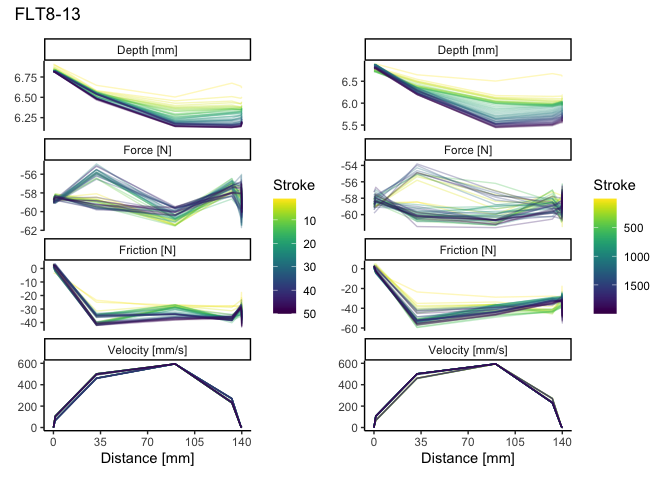 FLT8-13
Depth [mm]
6.75
6.50
6.25
Force [N]
-56
-58
-60
-62
Friction [N]
0
-10
-20
-30
-40
Velocity [mm/s]
600
400
200
0
0 35 70 105 140
Distance [mm]
Stroke
10
20
30
40
50
Depth [mm]
6.5
6.0
5.5
Force [N]
-54
-56
-58
-60
Friction [N]
0
-20
-40
-60
Velocity [mm/s]
600
400
200
0
0 35 70 105 140
Distance [mm]
Stroke
500
1000
1500